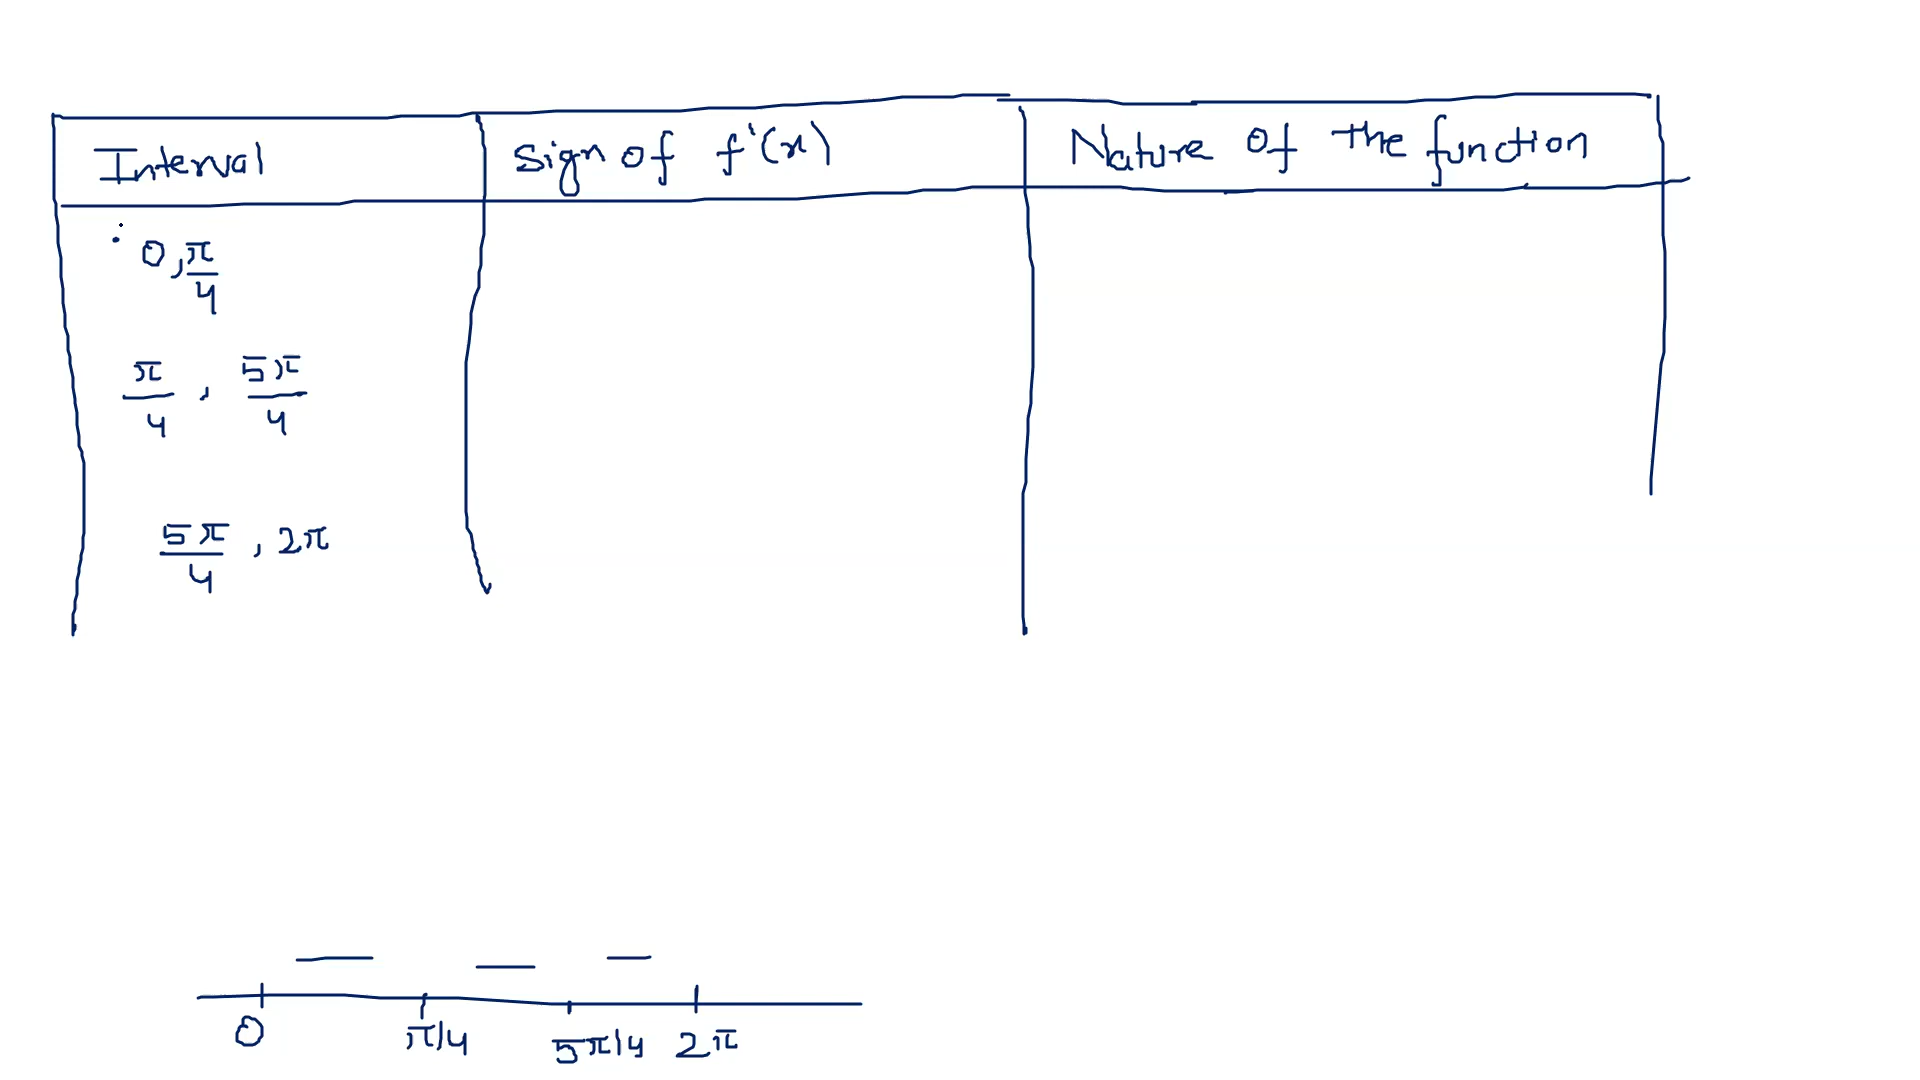 Interval Sign of f'(x) Nature of the function
0, π/4
π/4, 5π/4
5π/4, 2π
0 π/4 5π/4 2π